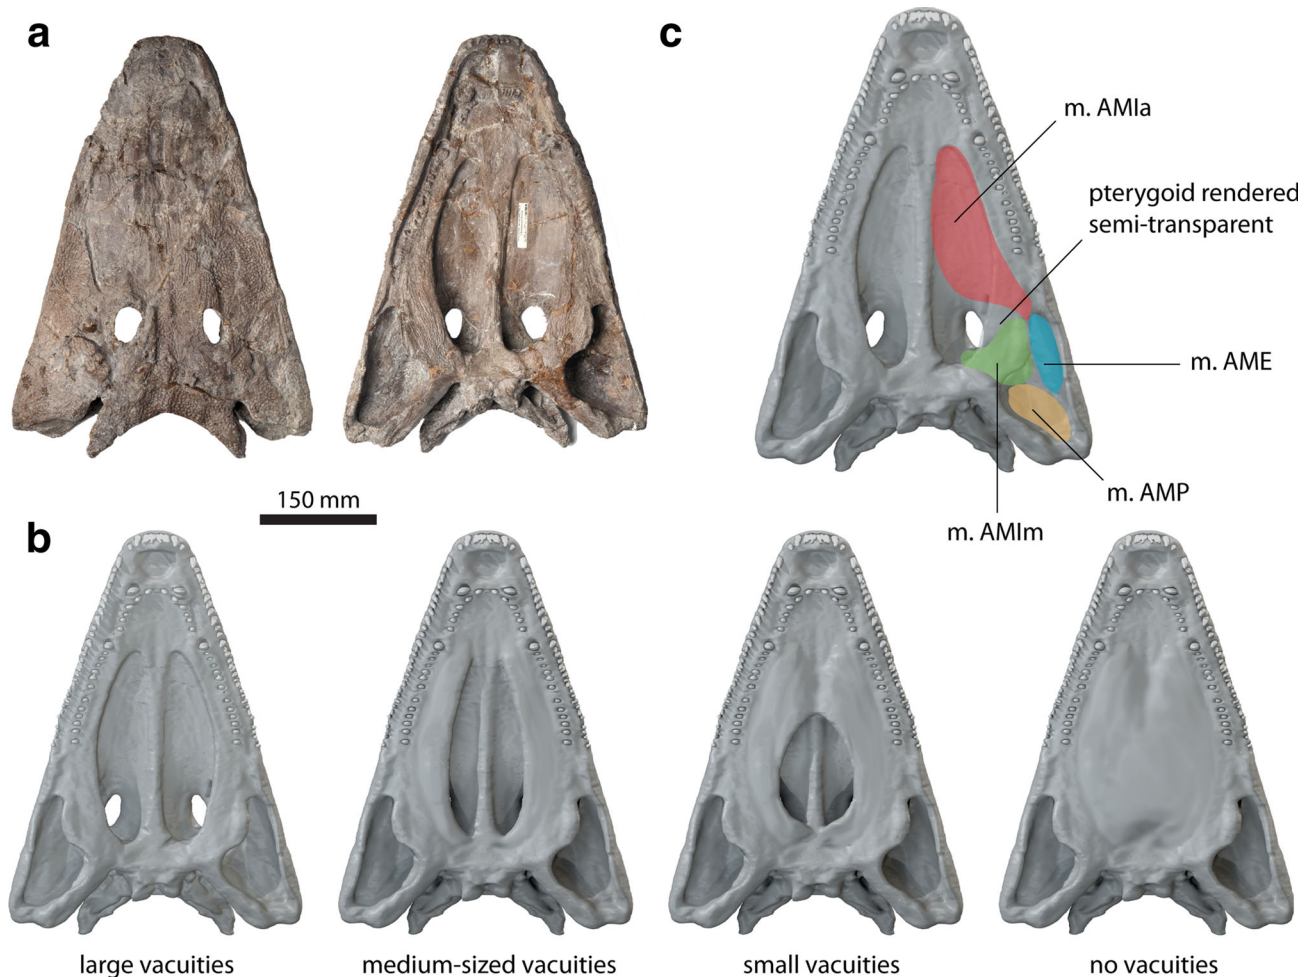 a
c
m. AMIa
pterygoid rendered
semi-transparent
m. AME
m. AMP
m. AMIm
150 mm
b
large vacuities
medium-sized vacuities
small vacuities
no vacuities